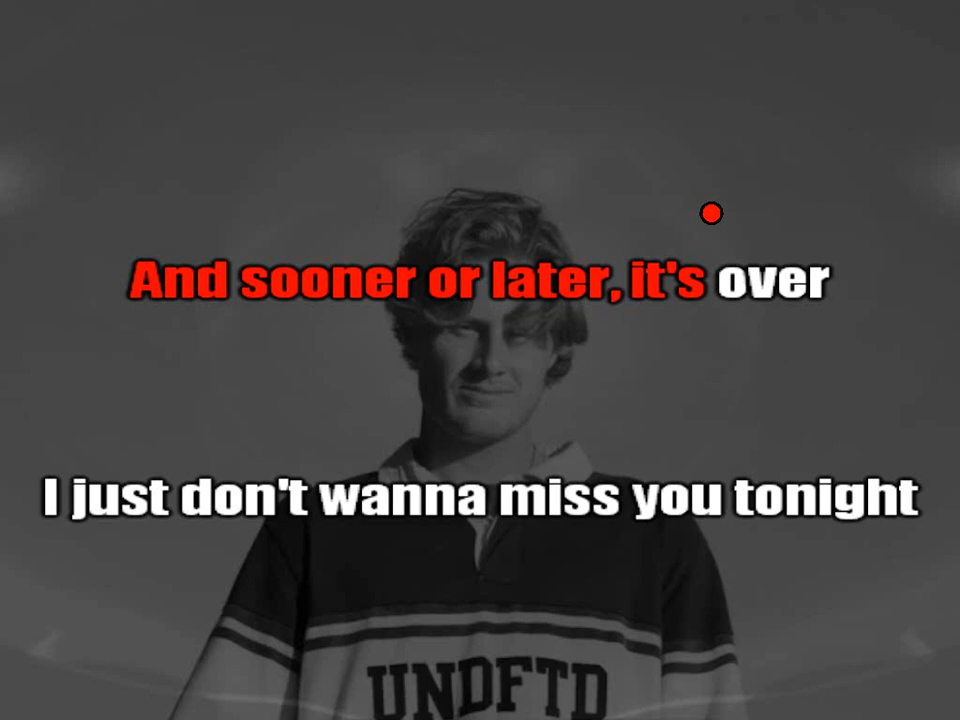 And sooner or later, it's over
I just don't wanna miss you tonight
UNDFTD